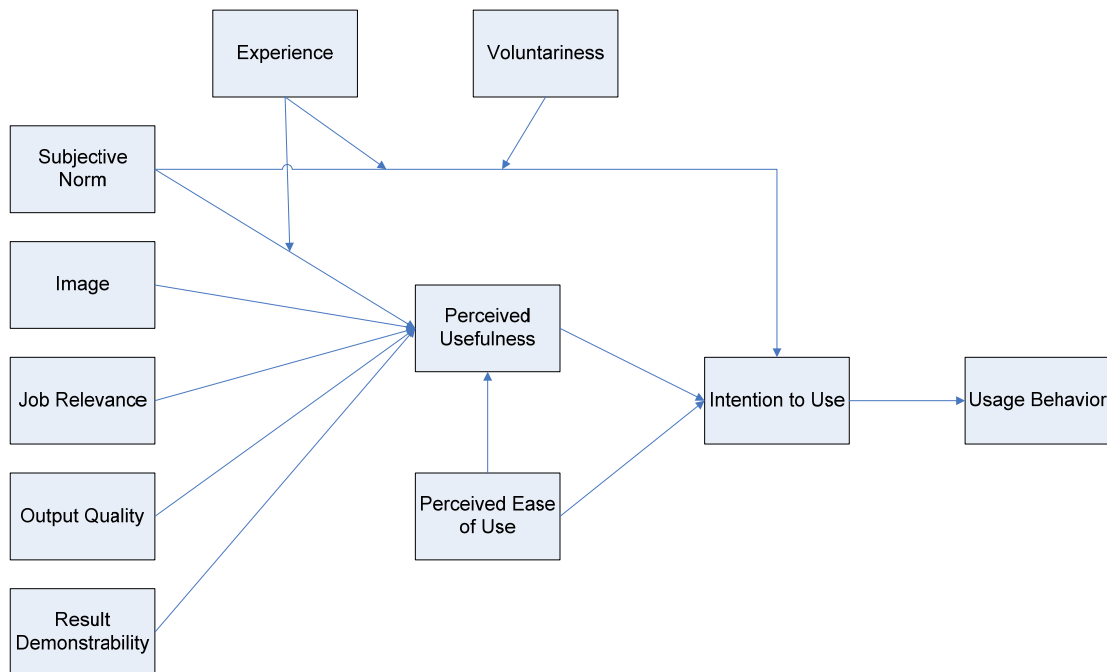 Experience
Voluntariness
Subjective
Norm
Image
Perceived
Usefulness
Job Relevance
Intention to Use
Usage Behavior
Output Quality
Perceived Ease
of Use
Result
Demonstrability